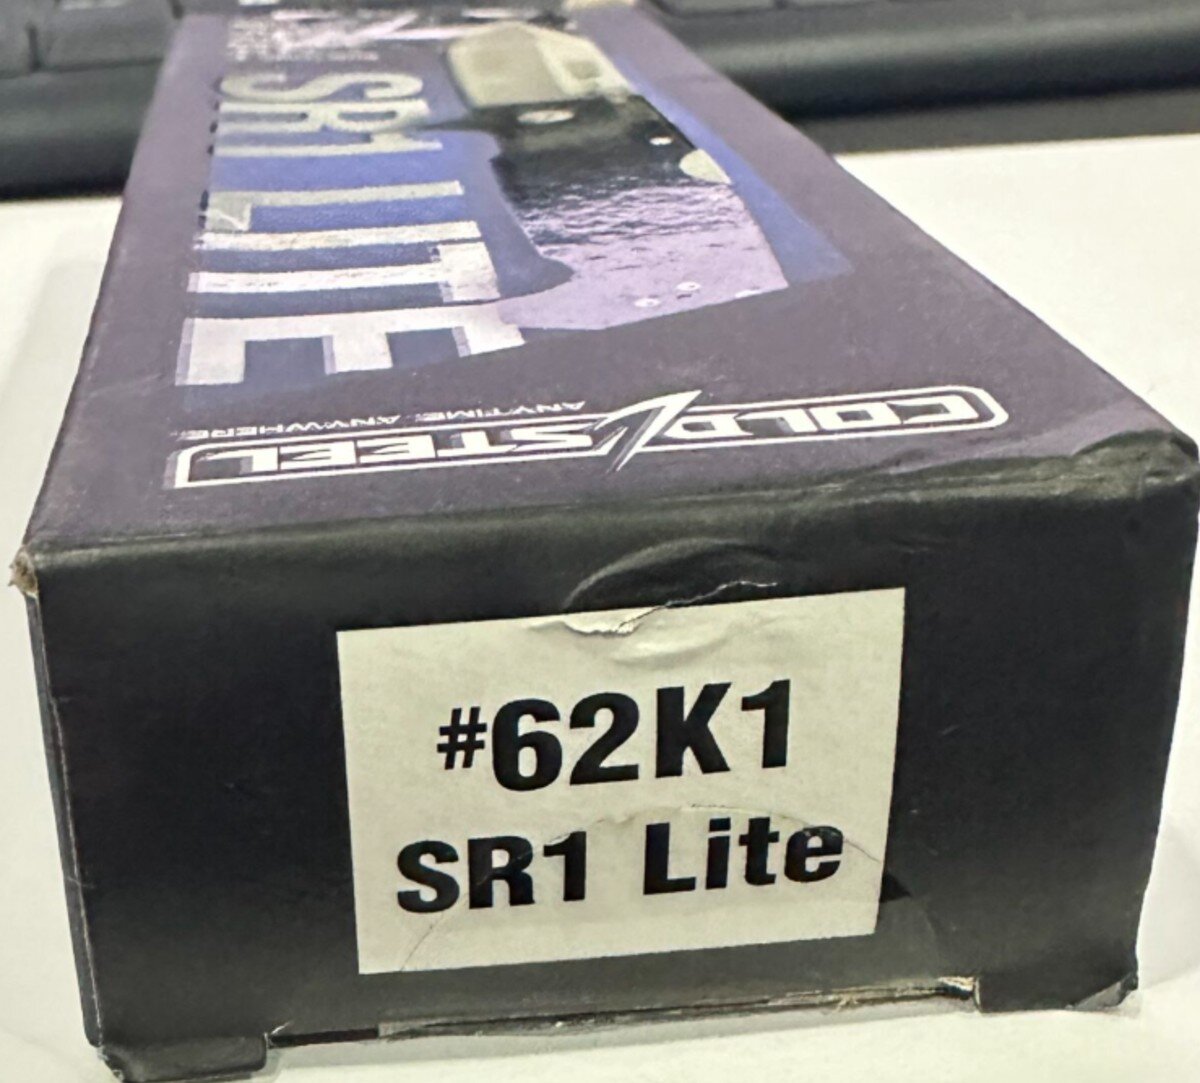 SR1 LITE
COLD STEEL
ANYTIME ANYWHERE
#62K1
SR1 Lite